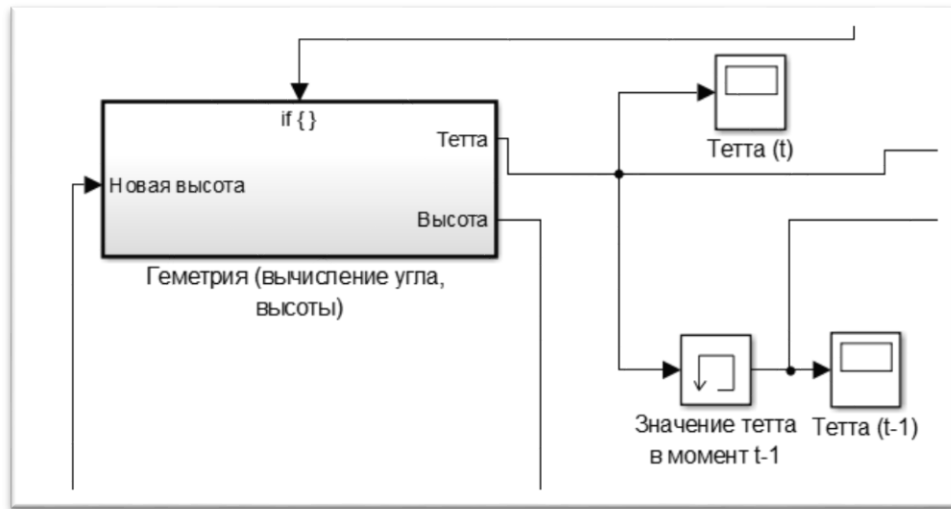 if { }
Тетта
Новая высота
Высота
Геметрия (вычисление угла,
высоты)
Тетта (t)
Значение тетта
в момент t-1
Тетта (t-1)